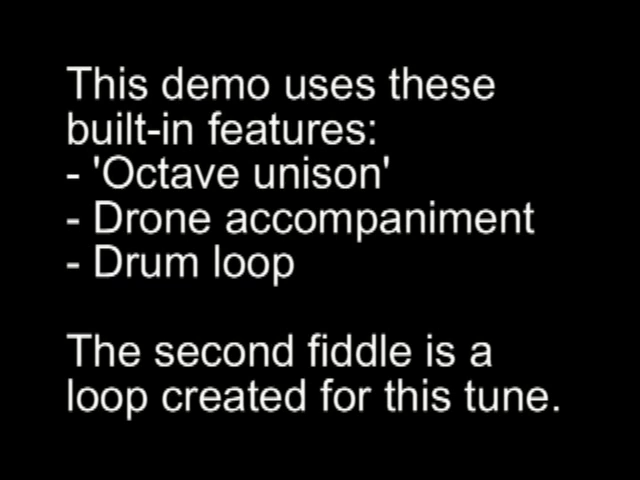 This demo uses these
built-in features:
- 'Octave unison'
- Drone accompaniment
- Drum loop
The second fiddle is a
loop created for this tune.